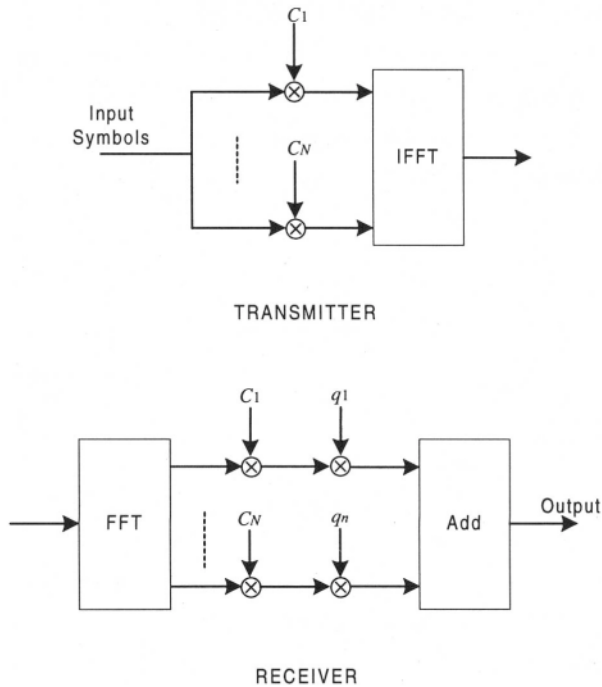 C1
Input
Symbols
CN
IFFT
TRANSMITTER
C1
q1
FFT
CN
qn
Add
Output
RECEIVER